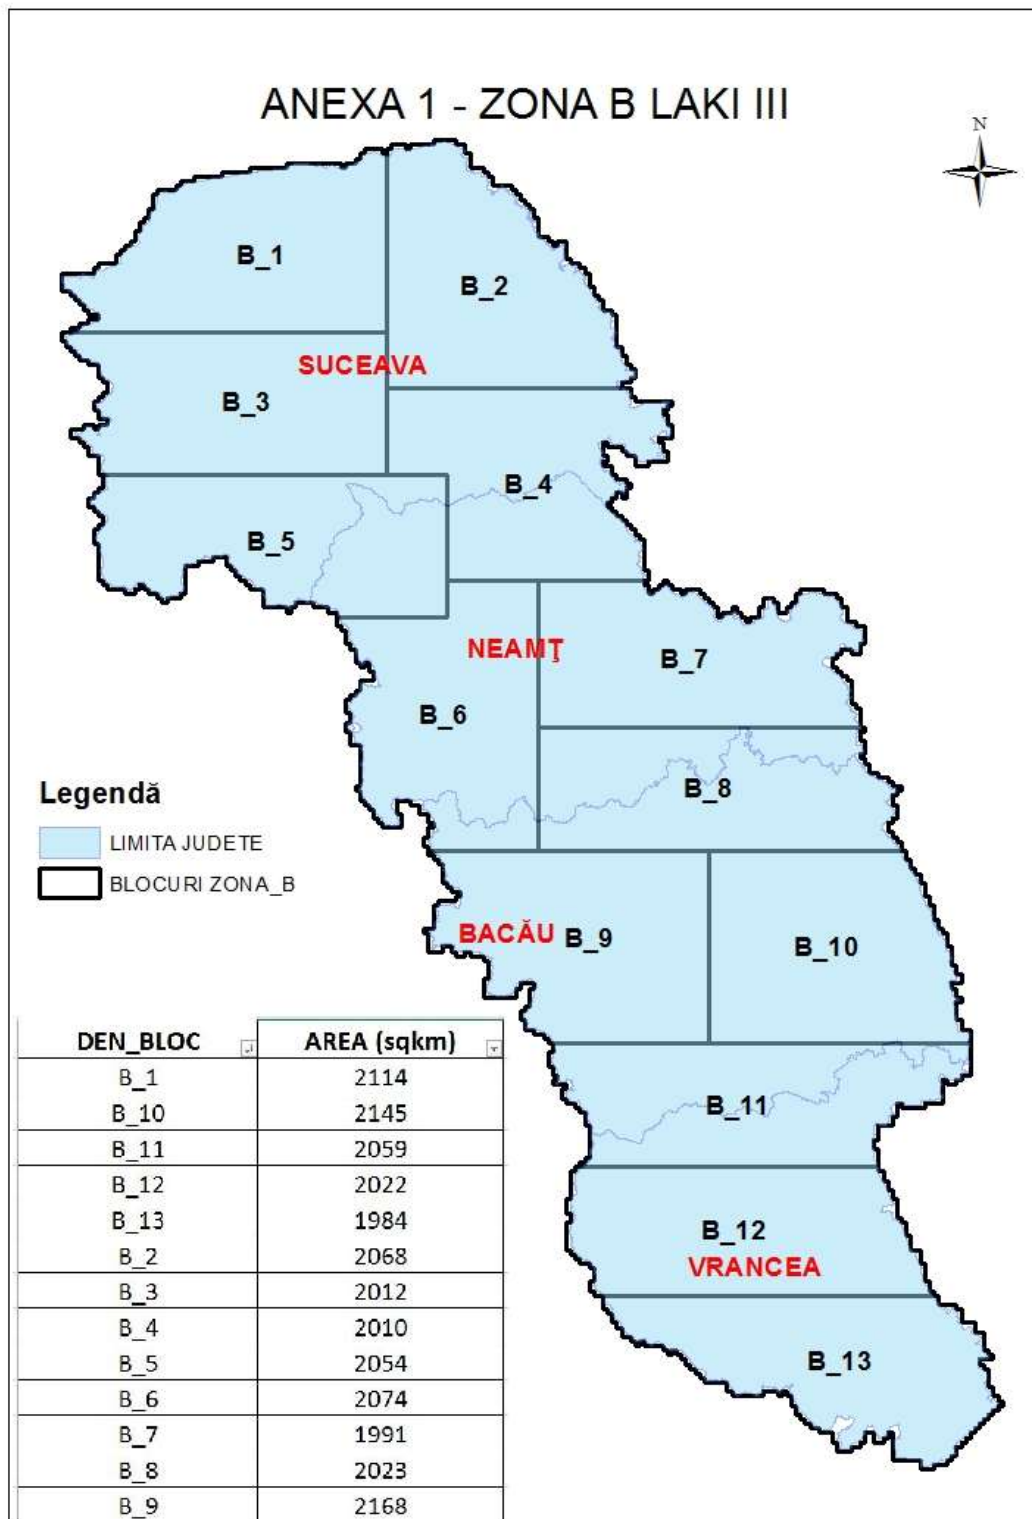 ANEXA 1 - ZONA B LAKI III
N
B_1
B_2
SUCEAVA
B_3
B_4
B_5
NEAMŢ
B_7
B_6
B_8
Legendă
LIMITA JUDETE
BLOCURI ZONA_B
BACĂU
B_9
B_10
B_11
B_12
VRANCEA
B_13
DEN_BLOC AREA (sqkm)
B_1 2114
B_10 2145
B_11 2059
B_12 2022
B_13 1984
B_2 2068
B_3 2012
B_4 2010
B_5 2054
B_6 2074
B_7 1991
B_8 2023
B_9 2168